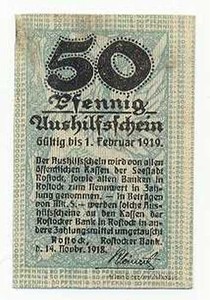 50
Pfennig
Aushilfsschein
Gültig bis 1. Februar 1919.
Der Aushilfsschein wird von allen
öffentlichen Kassen der Seestadt
Rostock, sowie allen Banken in
Rostock zum Nennwert in Zah-
lung genommen. — In Beträgen
von Mk. 5.— werden solche Aus-
hilfsscheine an den Kassen der
Rostocker Bank in Rostock in an-
dere Zahlungsmittel umgetauscht
Rostock, Rostocker Bank.
d. 14. Novbr. 1918.